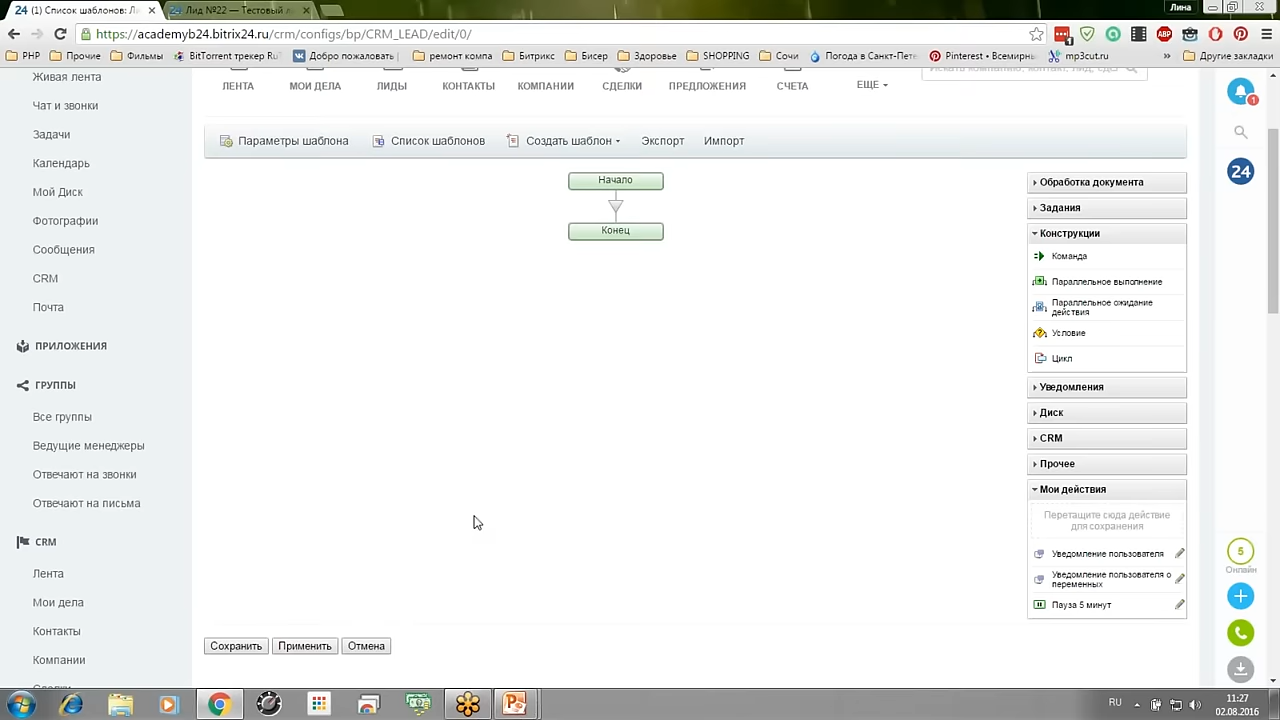 24 Список шаблонов: Ли
Лид №22 — Тестовый л
Лина
https://academyb24.bitrix24.ru/crm/configs/bp/CRM_LEAD/edit/0/
1
ABP
PHP
Прочие
Фильмы
BitTorrent трекер Ru
Добро пожаловать |
ремонт компа
Битрикс
Бисер
Здоровье
SHOPPING
Сочи
Погода в Санкт-Пете
Pinterest • Всемирнь
mp3cut.ru
»
Другие закладки
Живая лента
Чат и звонки
Задачи
Календарь
Мой Диск
Фотографии
Сообщения
CRM
Почта
ПРИЛОЖЕНИЯ
ГРУППЫ
Все группы
Ведущие менеджеры
Отвечают на звонки
Отвечают на письма
CRM
Лента
Мои дела
Контакты
Компании
ЛЕНТА
МОИ ДЕЛА
ЛИДЫ
КОНТАКТЫ
КОМПАНИИ
СДЕЛКИ
ПРЕДЛОЖЕНИЯ
СЧЕТА
ЕЩЕ
Параметры шаблона
Список шаблонов
Создать шаблон
Экспорт
Импорт
Начало
Конец
Обработка документа
Задания
Конструкции
Команда
Параллельное выполнение
Параллельное ожидание
действия
Условие
Цикл
Уведомления
Диск
CRM
Прочее
Мои действия
Перетащите сюда действие
для сохранения
Уведомление пользователя
Уведомление пользователя о
переменных
Пауза 5 минут
Сохранить
Применить
Отмена
1
24
5
Онлайн
RU
11:27
02.08.2016